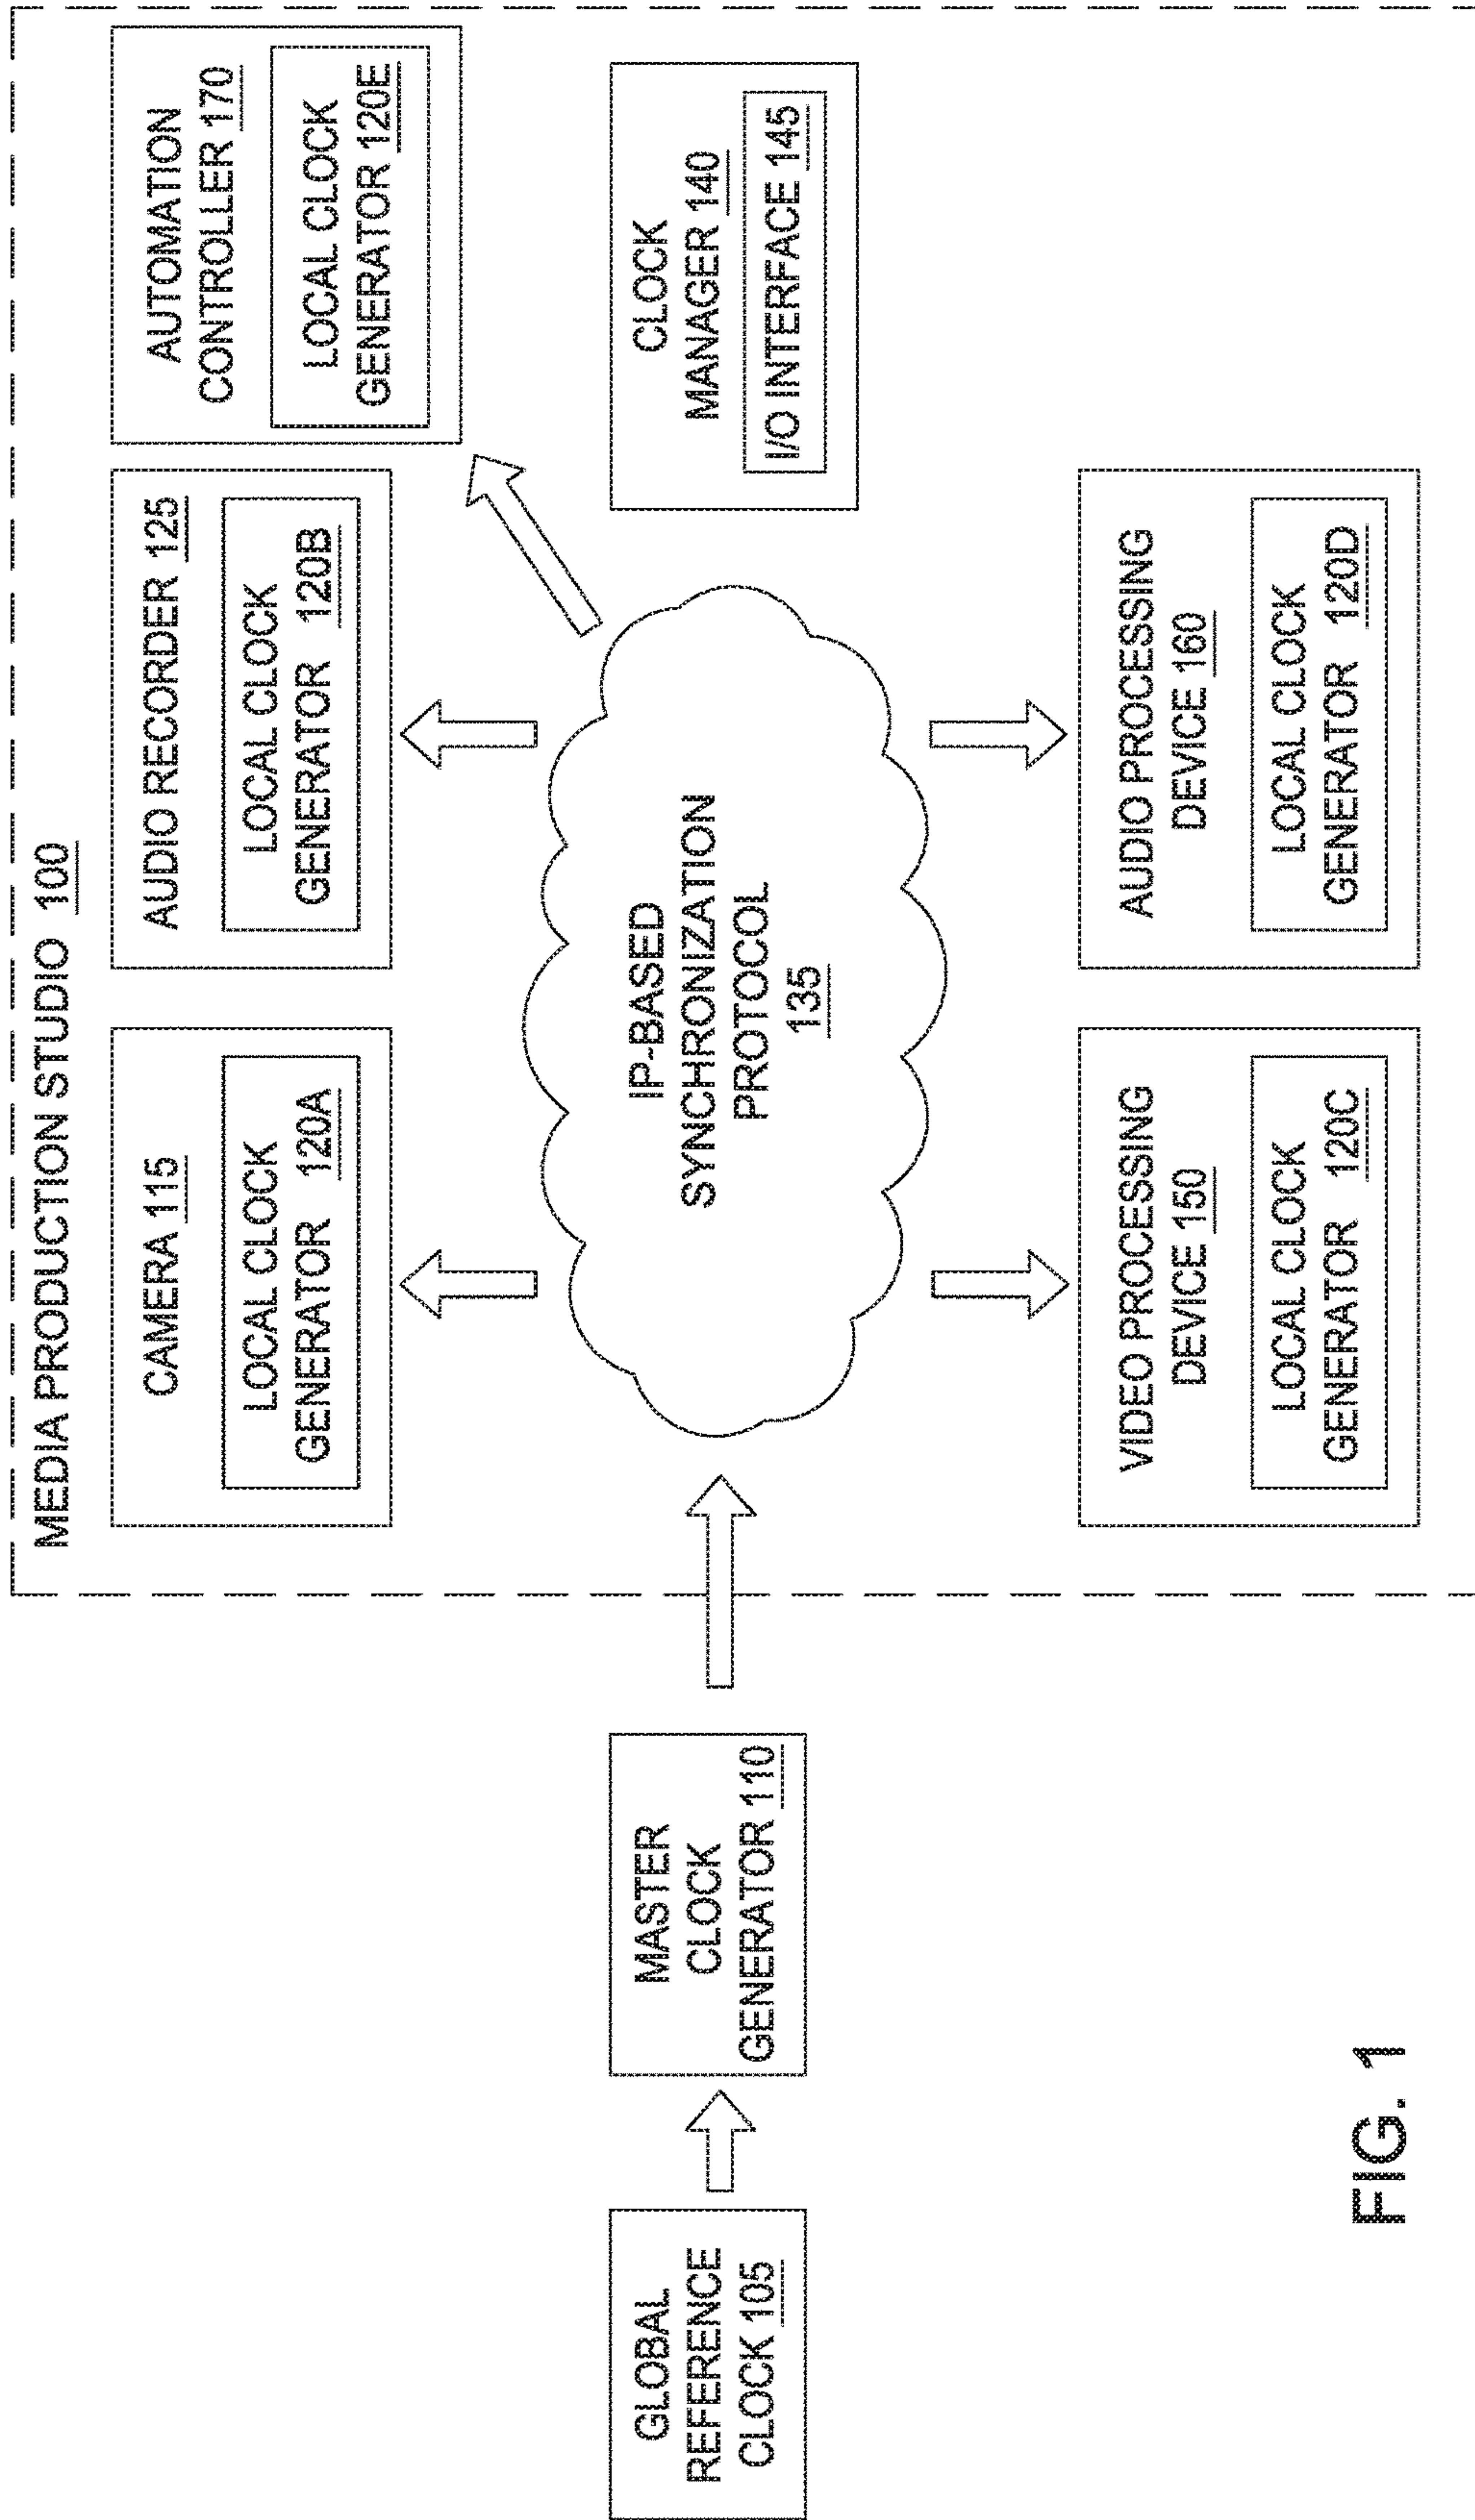 MEDIA PRODUCTION STUDIO 100
CAMERA 115
LOCAL CLOCK
GENERATOR 120A
AUDIO RECORDER 125
LOCAL CLOCK
GENERATOR 120B
AUTOMATION
CONTROLLER 170
LOCAL CLOCK
GENERATOR 120E
GLOBAL
REFERENCE
CLOCK 105
MASTER
CLOCK
GENERATOR 110
IP-BASED
SYNCHRONIZATION
PROTOCOL
135
CLOCK
MANAGER 140
I/O INTERFACE 145
VIDEO PROCESSING
DEVICE 150
LOCAL CLOCK
GENERATOR 120C
AUDIO PROCESSING
DEVICE 160
LOCAL CLOCK
GENERATOR 120D
FIG. 1